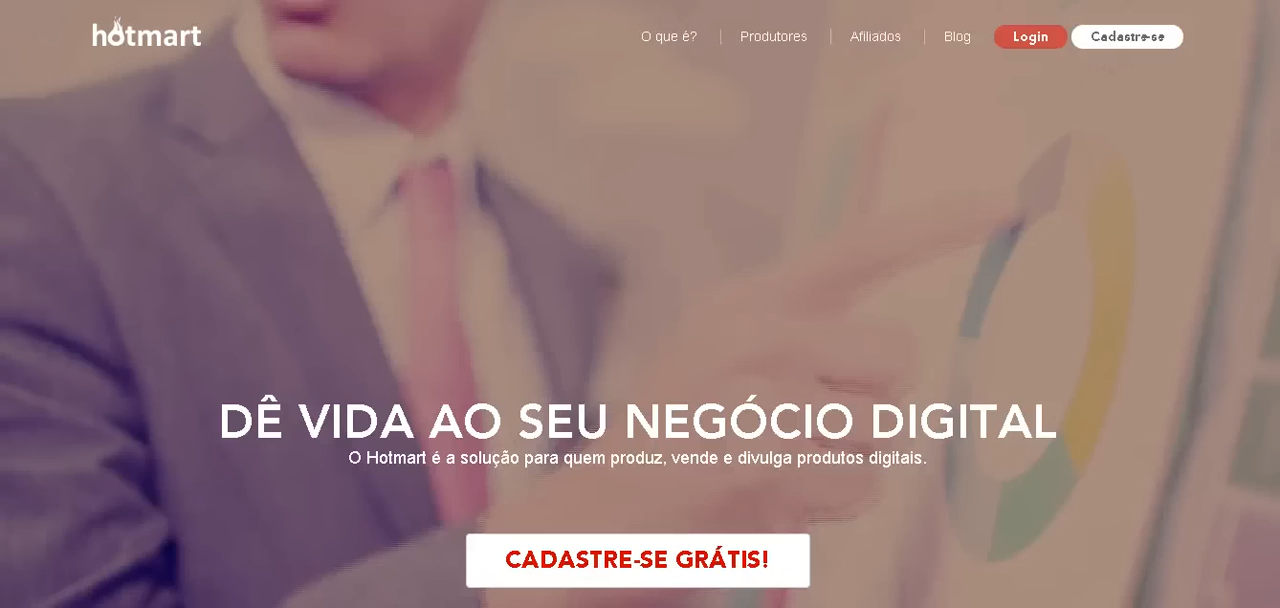 hotmart
O que é?
Produtores
Afiliados
Blog
Login
Cadastre-se
DÊ VIDA AO SEU NEGÓCIO DIGITAL
O Hotmart é a solução para quem produz, vende e divulga produtos digitais.
CADASTRE-SE GRÁTIS!